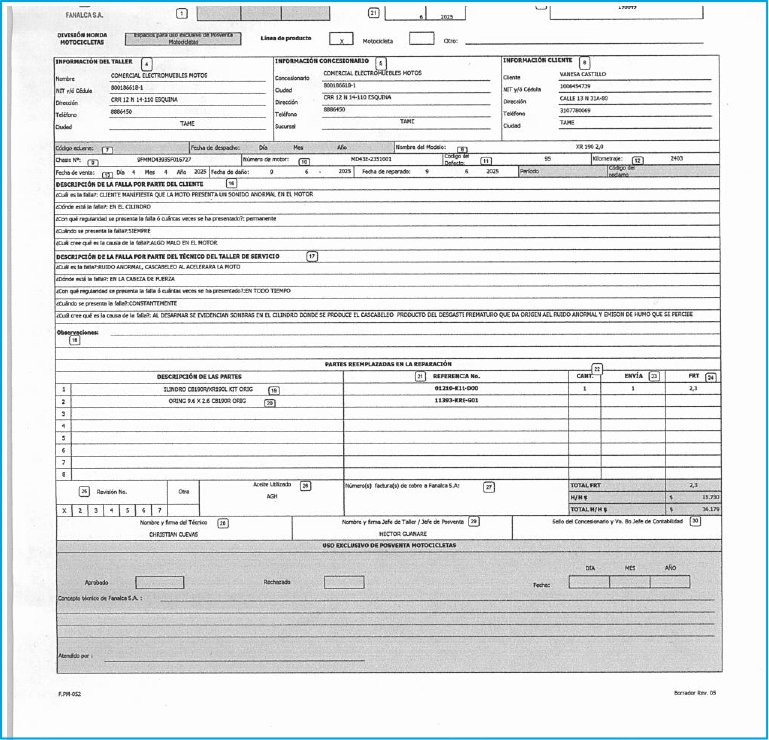 FANALCA S.A.
1
21
6 2025
DIVISIÓN HONDA
MOTOCICLETAS
Espacios para uso exclusivo de Posventa
Motocicletas
Línea de producto
X
Motocicleta
Otro:
INFORMACIÓN DEL TALLER 4
INFORMACIÓN CONCESIONARIO 5
INFORMACIÓN CLIENTE 6
Nombre COMERCIAL ELECTROMUEBLES MOTOS
Concesionario COMERCIAL ELECTROMUEBLES MOTOS
Cliente VANESA CASTILLO
NIT y/ó Cédula 800186618-1
Ciudad 800186618-1
NIT y/ó Cédula 1008454739
Dirección CRR 12 N 14-110 ESQUINA
Dirección CRR 12 N 14-110 ESQUINA
Dirección CALLE 13 N 31A-80
Teléfono 8886450
Teléfono 8886450
Teléfono 3107780069
Ciudad TAME
Sucursal TAME
Ciudad TAME
Código 7 Fecha de despacho: Día Mes Año Nombre del Modelo: 8 XR 190 2,0
Chasis Nº: 9 9FMMD4393SF016727 Número de motor: 10 MD43E-2351601 Código del Defecto: 11 95 Kilometraje: 12 2403
Fecha de venta: 13 Día 4 Mes 4 Año 2025 Fecha de daño: 9 6 - 2025 Fecha de reparado: 9 6 2025 Período Código del reclamo
DESCRIPCIÓN DE LA FALLA POR PARTE DEL CLIENTE 16
¿Cuál es la falla?: CLIENTE MANIFIESTA QUE LA MOTO PRESENTA UN SONIDO ANORMAL EN EL MOTOR
¿Dónde está la falla?: EN EL CILINDRO
¿Con qué regularidad se presenta la falla ó cuántas veces se ha presentado?: permanente
¿Cuándo se presenta la falla?:SIEMPRE
¿Cuál cree qué es la causa de la falla?:ALGO MALO EN EL MOTOR
DESCRIPCIÓN DE LA FALLA POR PARTE DEL TÉCNICO DEL TALLER DE SERVICIO 17
¿Cuál es la falla?:RUIDO ANORMAL, CASCABELEO AL ACELERARA LA MOTO
¿Dónde está la falla?: EN LA CABEZA DE FUERZA
¿Con qué regularidad se presenta la falla ó cuántas veces se ha presentado?:EN TODO TIEMPO
¿Cuándo se presenta la falla?:CONSTANTEMENTE
¿Cuál cree qué es la causa de la falla?: AL DESARMAR SE EVIDENCIAN SOMBRAS EN EL CILINDRO DONDE SE PRODUCE EL CASCABELEO PRODUCTO DEL DESGASTI PREMATURO QUE DA ORIGEN AEL RUIDO ANORMAL Y EMISON DE HUMO QUE SE PERCIBE
Observaciones:
18
PARTES REEMPLAZADAS EN LA REPARACIÓN
22
DESCRIPCIÓN DE LAS PARTES 21 REFERENCIA No. CANT. ENVÍA 23 FRT 24
1 ILINDRO CB190R/XR190L KIT ORIG 19 01210-K11-D00 1 1 2,3
2 ORING 9.6 X 2.6 CB190R ORIG 20 11393-KRE-G01
3
4
5
6
7
8
25 Revisión No. Otra
Aceite Utilizado 26
AGH
Número(s) factura(s) de cobro a Fanalca S.A: 27
TOTAL FRT 2,3
H/H $ $ 15.730
X 2 3 4 5 6 7
TOTAL H/H $ $ 36.179
Nombre y firma del Técnico 28
Nombre y firma Jefe de Taller / Jefe de Posventa 29
Sello del Concesionario y Vo. Bo Jefe de Contabilidad 30
CHRISTIAN CUEVAS
HECTOR GUANARE
USO EXCLUSIVO DE POSVENTA MOTOCICLETAS
DIA MES AÑO
Aprobado
Rechazado
Fecha:
Concepto técnico de Fanalca S.A. :
Atendido por :
F.PM-052
Borrador Rev. 05